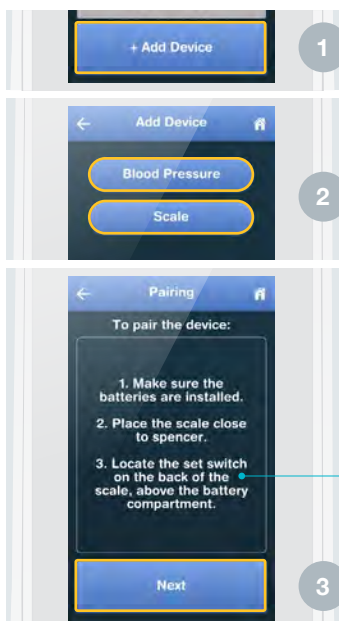 + Add Device
1
Add Device
Blood Pressure
Scale
2
Pairing
To pair the device:
1. Make sure the
batteries are installed.
2. Place the scale close
to spencer.
3. Locate the set switch
on the back of the
scale, above the battery
compartment.
Next
3